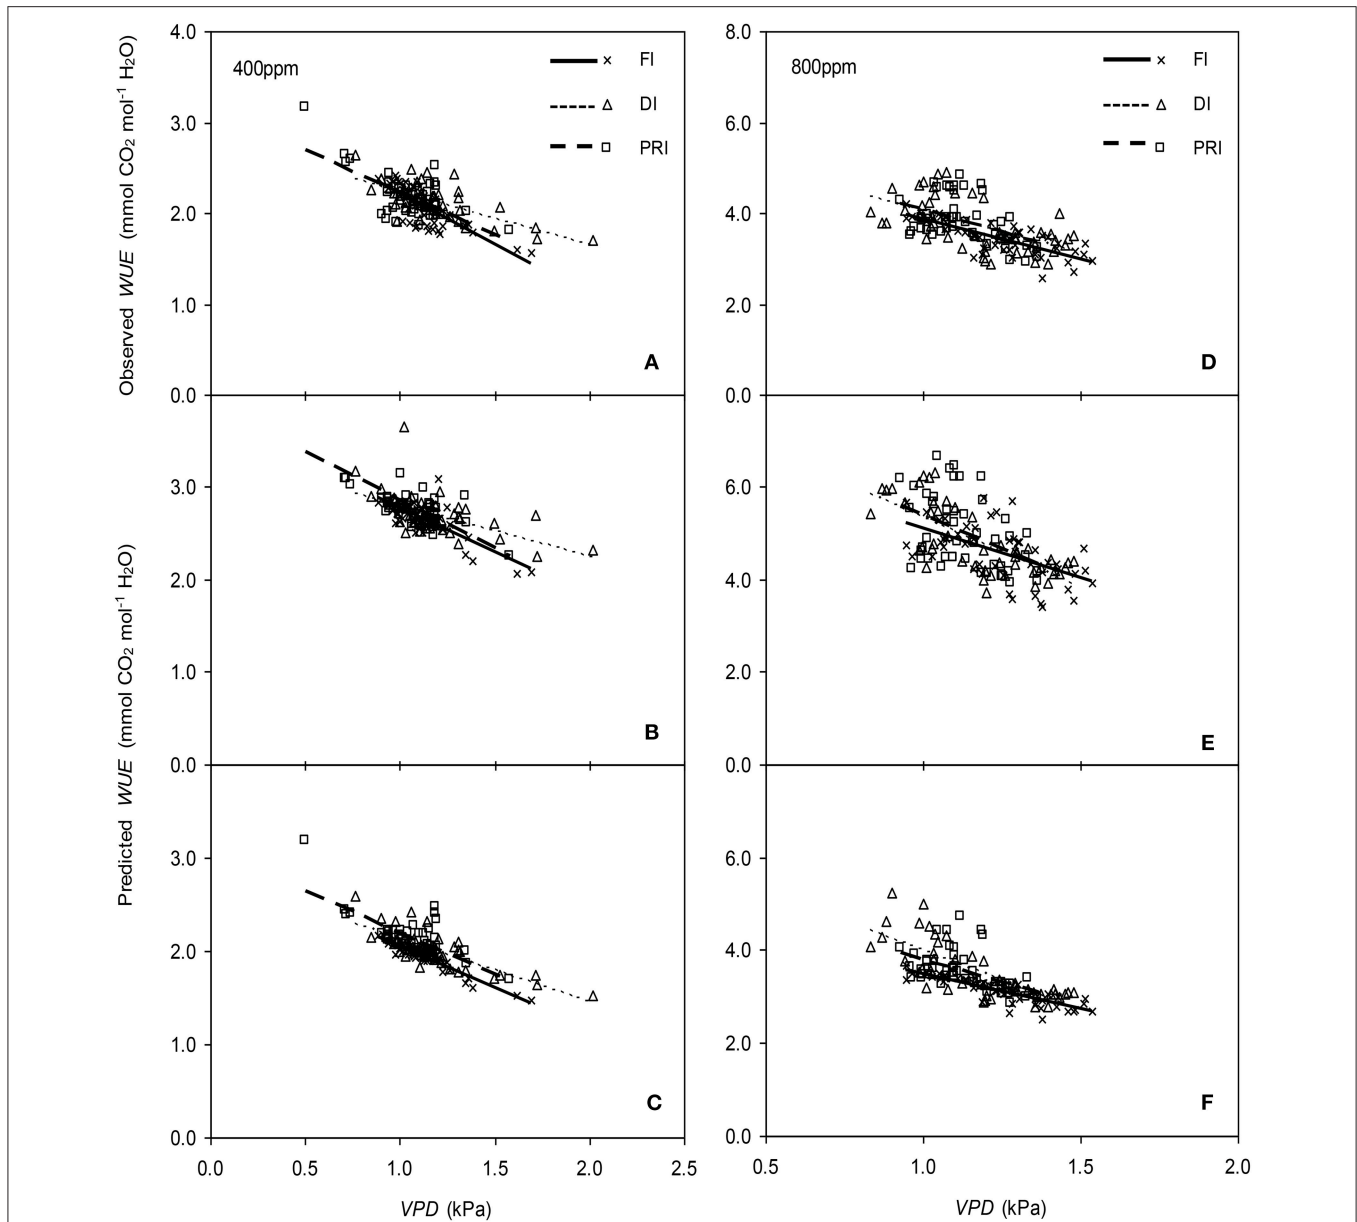 Observed WUE (mmol CO₂ mol⁻¹ H₂O)
Predicted WUE (mmol CO₂ mol⁻¹ H₂O)
4.0
3.0
2.0
1.0
0.0
400ppm
FI
DI
PRI
A
8.0
6.0
4.0
2.0
0.0
800ppm
FI
DI
PRI
D
3.0
2.0
1.0
0.0
B
6.0
4.0
2.0
0.0
E
3.0
2.0
1.0
0.0
C
6.0
4.0
2.0
0.0
F
0.0 0.5 1.0 1.5 2.0 2.5
VPD (kPa)
0.5 1.0 1.5 2.0
VPD (kPa)